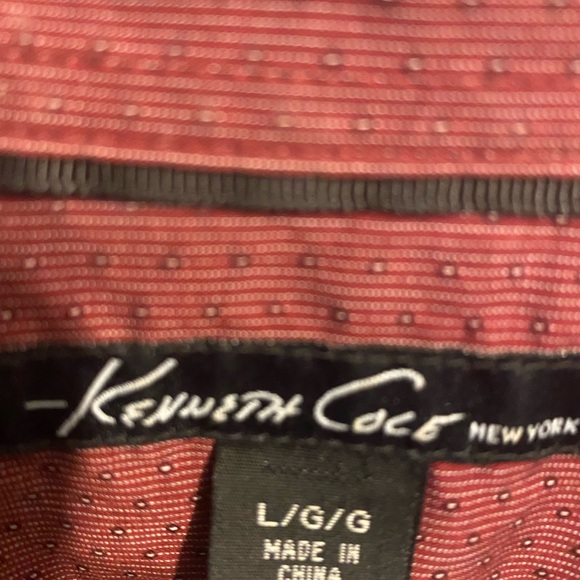 -Kenneth Cole NEW YORK
L/G/G
MADE IN
CHINA